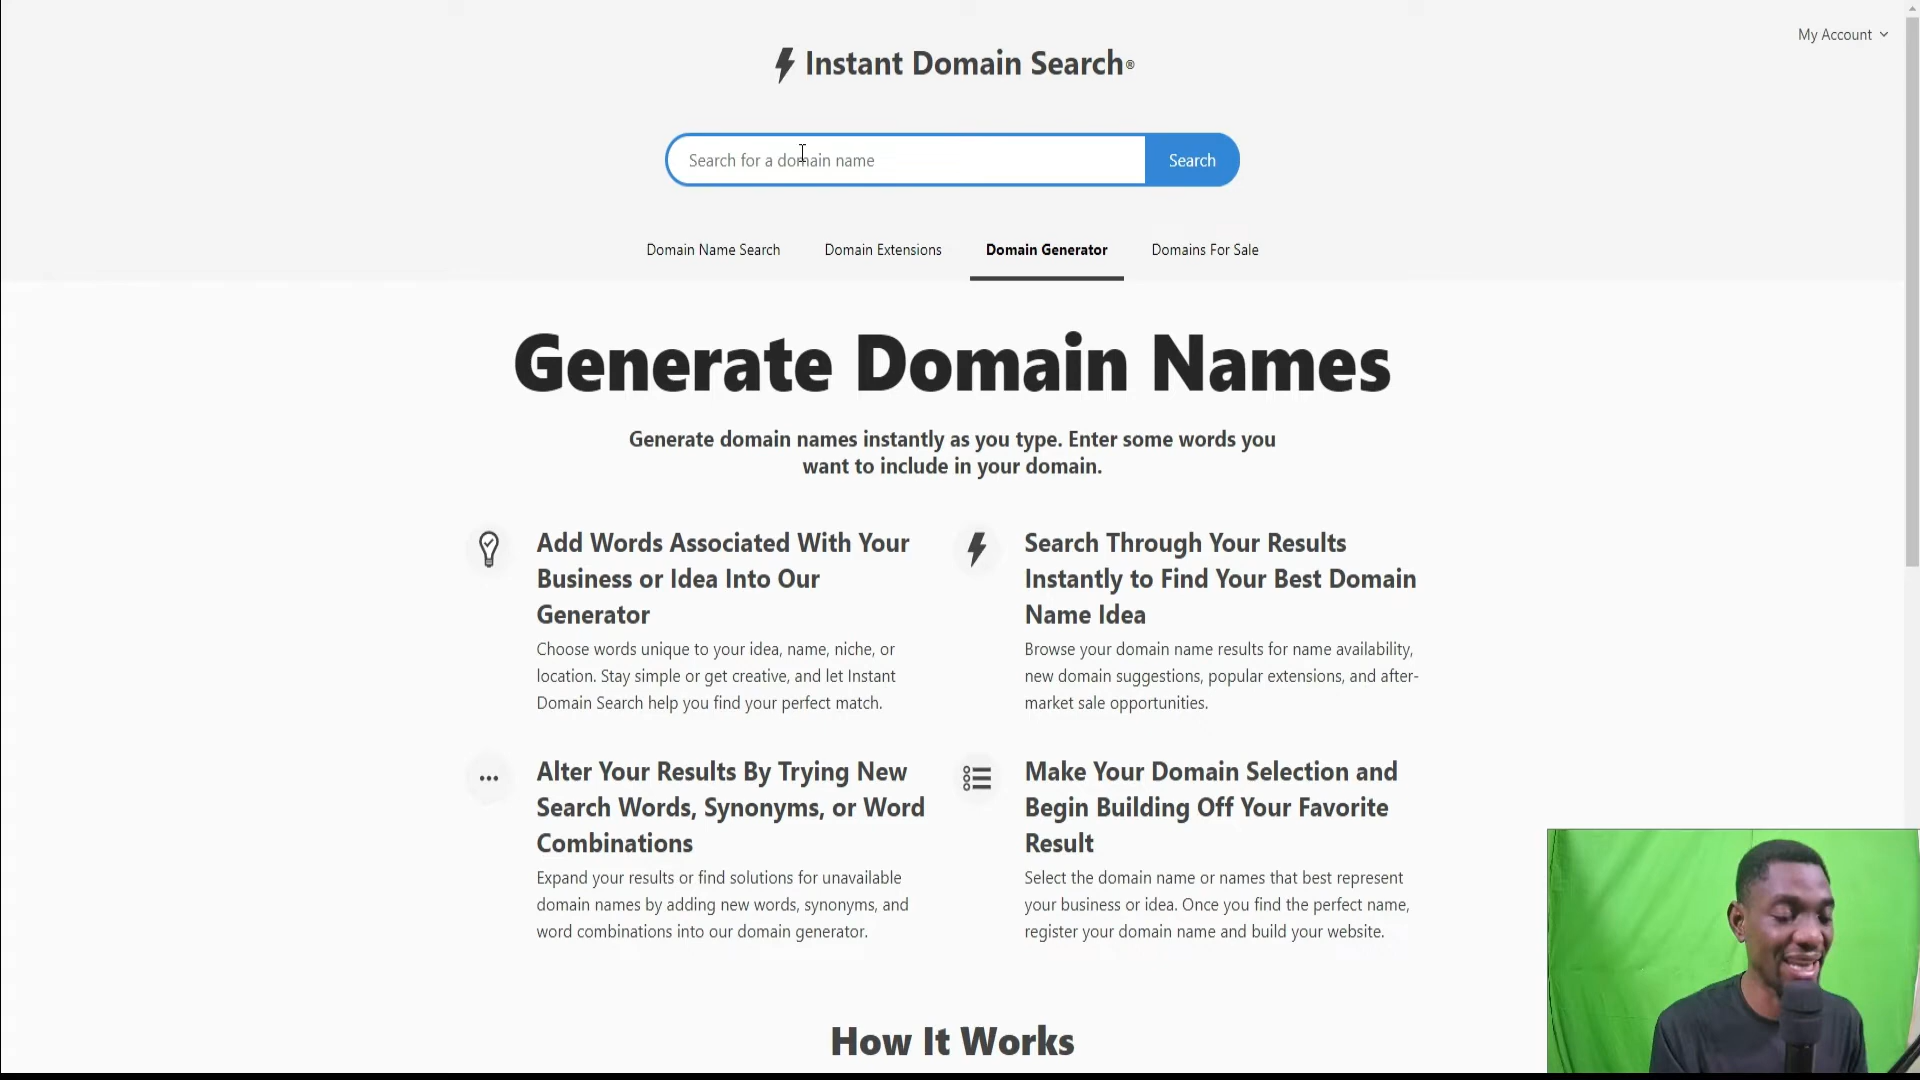 My Account
Instant Domain Search®
Search for a domain name
Search
Domain Name Search
Domain Extensions
Domain Generator
Domains For Sale
Generate Domain Names
Generate domain names instantly as you type. Enter some words you
want to include in your domain.
Add Words Associated With Your
Business or Idea Into Our
Generator
Choose words unique to your idea, name, niche, or
location. Stay simple or get creative, and let Instant
Domain Search help you find your perfect match.
Search Through Your Results
Instantly to Find Your Best Domain
Name Idea
Browse your domain name results for name availability,
new domain suggestions, popular extensions, and after-
market sale opportunities.
Alter Your Results By Trying New
Search Words, Synonyms, or Word
Combinations
Expand your results or find solutions for unavailable
domain names by adding new words, synonyms, and
word combinations into our domain generator.
Make Your Domain Selection and
Begin Building Off Your Favorite
Result
Select the domain name or names that best represent
your business or idea. Once you find the perfect name,
register your domain name and build your website.
How It Works